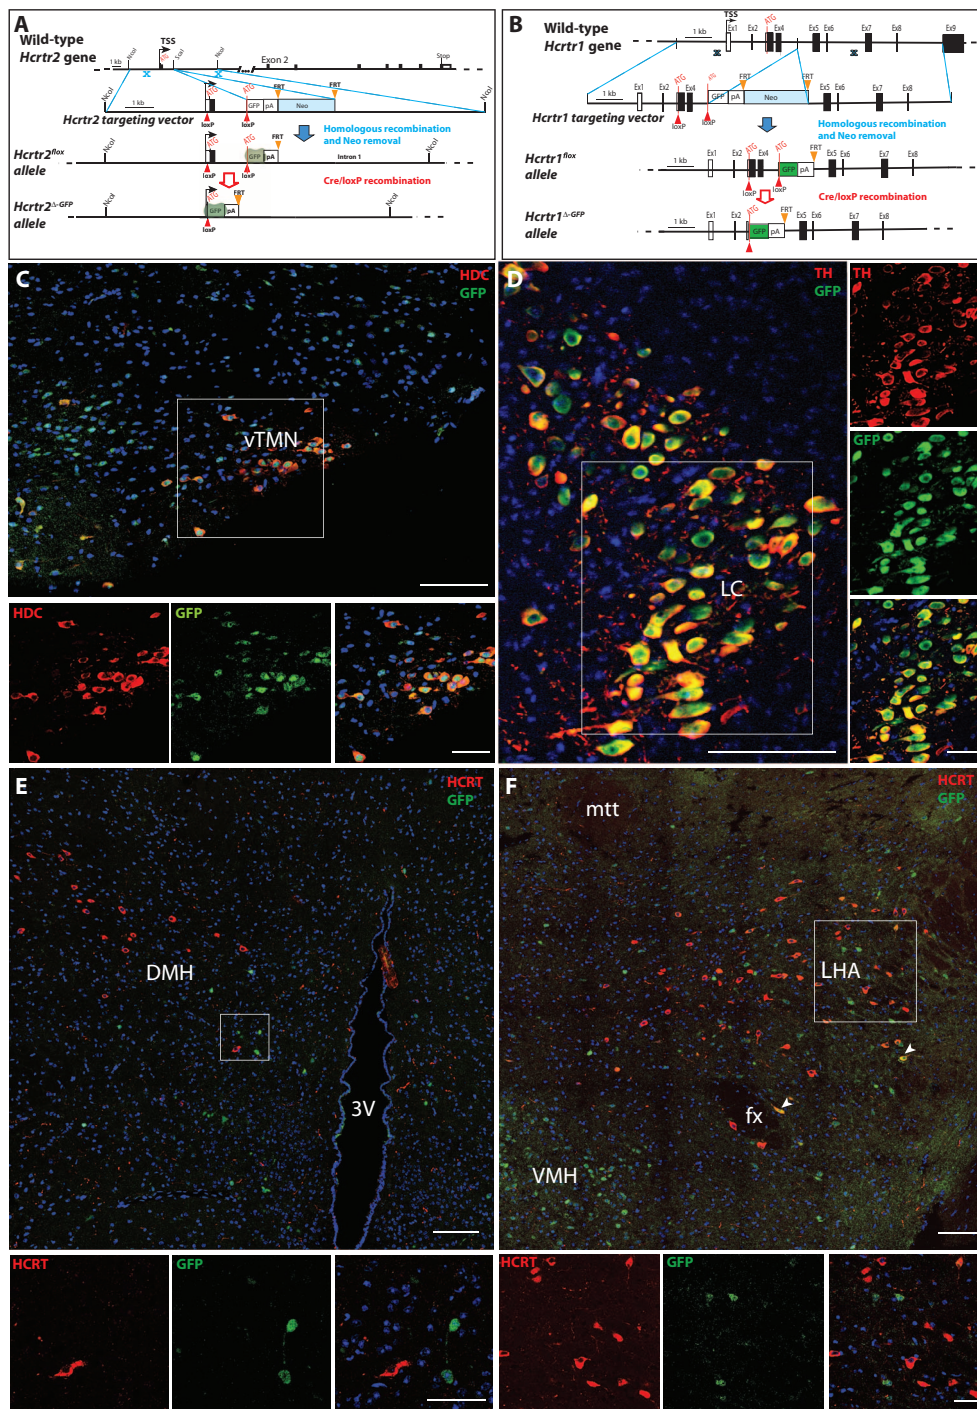 A
Wild-type
Hcrtr2 gene
TSS
ATG
NcoI
ScaI
NcoI
Exon 2
Stop
1 kb
[...]
NcoI
1 kb
ATG
ATG
FRT
FRT
GFP
pA
Neo
NcoI
loxP
loxP
Hcrtr2 targeting vector
Homologous recombination
and Neo removal
Hcrtr2flox
allele
NcoI
ATG
ATG
FRT
GFP
pA
Intron 1
NcoI
loxP
loxP
Cre/loxP recombination
Hcrtr2Δ-GFP
allele
NcoI
ATG
FRT
GFP
pA
NcoI
loxP
B
Wild-type
Hcrtr1 gene
1 kb
TSS
Ex1
Ex2
ATG
Ex4
Ex5
Ex6
Ex7
Ex8
Ex9
1 kb
Ex1
Ex2
ATG
Ex4
ATG
FRT
FRT
GFP
pA
Neo
Ex5
Ex6
Ex7
Ex8
loxP
loxP
Hcrtr1 targeting vector
Homologous recombination
and Neo removal
Hcrtr1flox
allele
1 kb
Ex1
Ex2
ATG
Ex4
ATG
FRT
GFP
pA
Ex5
Ex6
Ex7
Ex8
loxP
loxP
Cre/loxP recombination
Hcrtr1Δ-GFP
allele
1 kb
Ex1
Ex2
ATG
FRT
GFP
pA
Ex5
Ex6
Ex7
Ex8
C
HDC
GFP
vTMN
HDC
GFP
D
TH
GFP
LC
TH
GFP
E
HCRT
GFP
DMH
3V
HCRT
GFP
F
HCRT
GFP
mtt
LHA
fx
VMH
HCRT
GFP